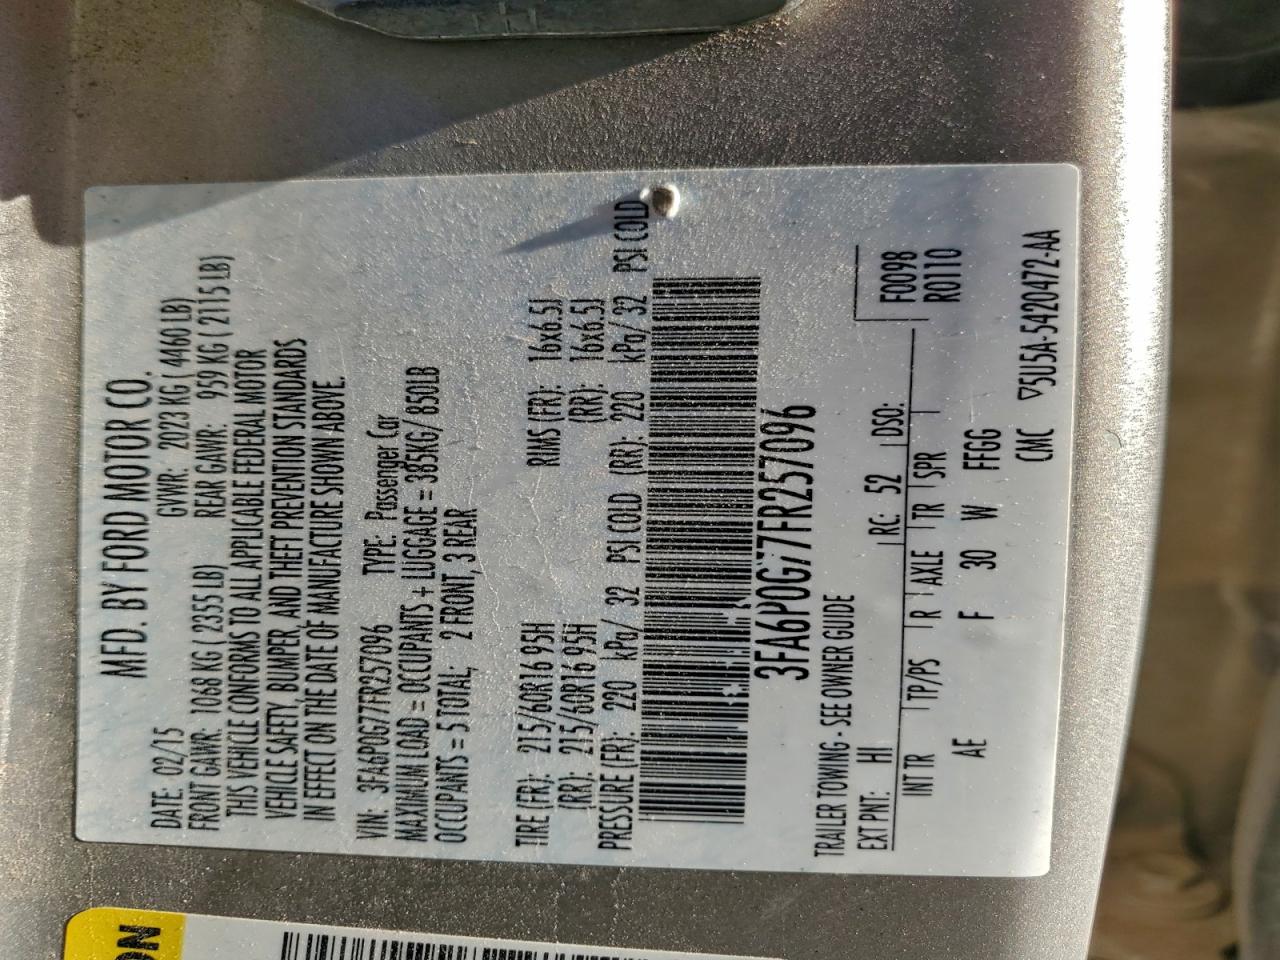 MFD. BY FORD MOTOR CO.
DATE: 02/15 GVWR: 2023 KG ( 4460 LB)
FRONT GAWR: 1068 KG ( 2355 LB) REAR GAWR: 959 KG ( 2115 LB)
THIS VEHICLE CONFORMS TO ALL APPLICABLE FEDERAL MOTOR
VEHICLE SAFETY, BUMPER, AND THEFT PREVENTION STANDARDS
IN EFFECT ON THE DATE OF MANUFACTURE SHOWN ABOVE.
VIN: 3FA6P0G77FR257096 TYPE: Passenger Car
MAXIMUM LOAD = OCCUPANTS + LUGGAGE = 385KG/ 850LB
OCCUPANTS = 5 TOTAL; 2 FRONT, 3 REAR
TIRE (FR): 215/60R16 95H RIMS (FR): 16x6.5J
(RR): 215/60R16 95H (RR): 16x6.5J
PRESSURE (FR): 220 kPa/ 32 PSI COLD (RR): 220 kPa/ 32 PSI COLD
3FA6P0G77FR257096
TRAILER TOWING - SEE OWNER GUIDE
EXT PNT: HI RC: 52 DSO: F0098
R0110
INT TR TP/PS R AXLE TR SPR
AE F 30 W FFGG
CMC ▽5U5A-5420472-AA
ON